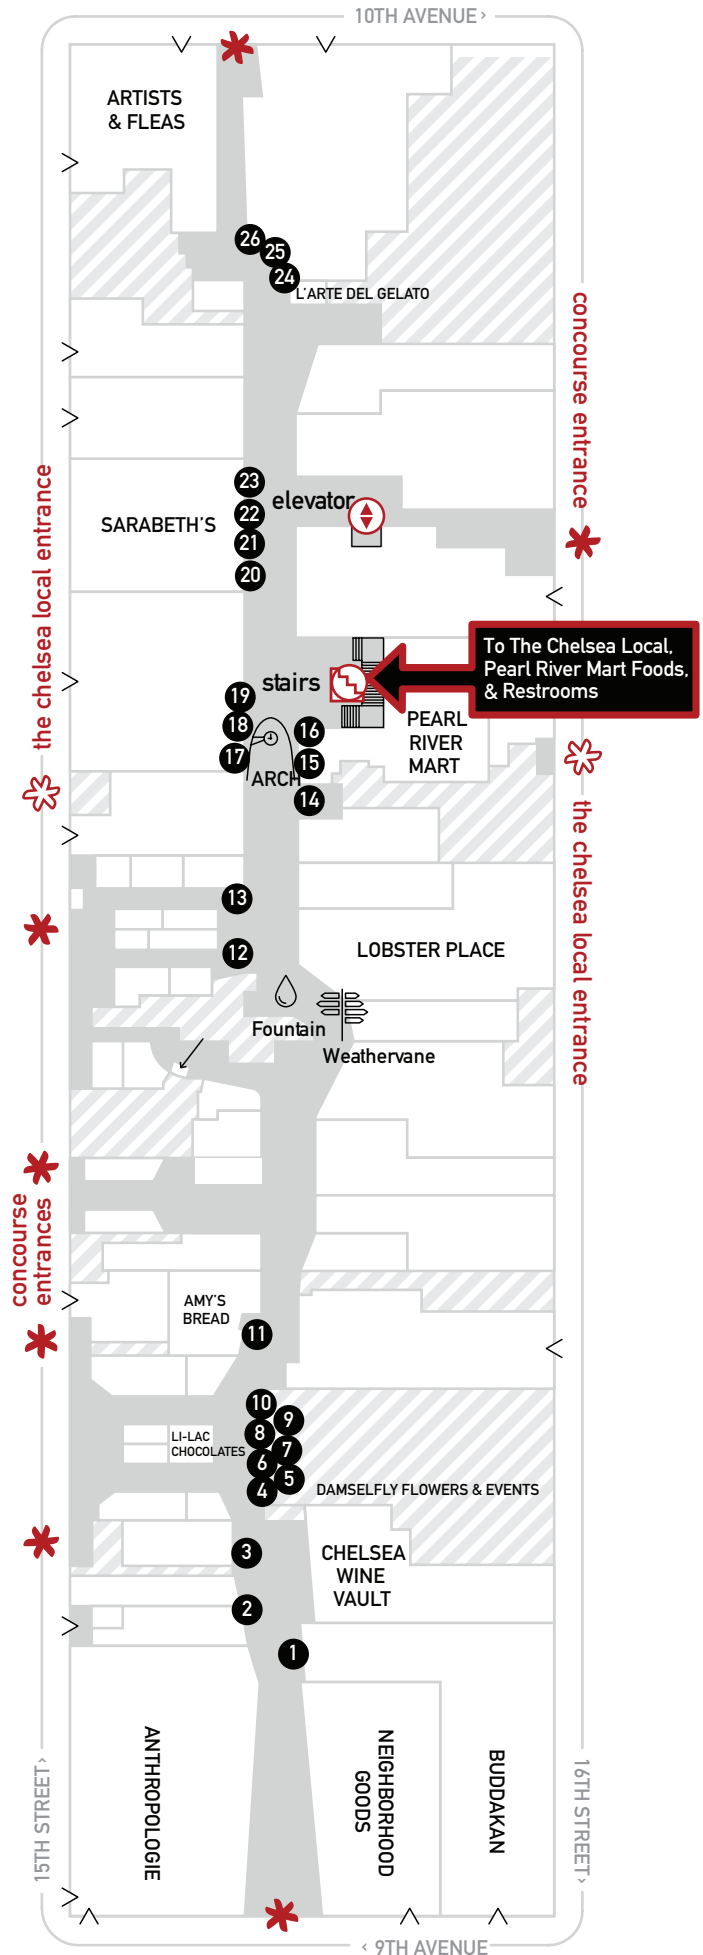 10TH AVENUE ›
ARTISTS
& FLEAS
26
25
24
L'ARTE DEL GELATO
concourse entrance
the chelsea local entrance
23
22
21
20
elevator
SARABETH'S
To The Chelsea Local,
Pearl River Mart Foods,
& Restrooms
stairs
19
18
17
16
15
14
ARCH
PEARL
RIVER
MART
the chelsea local entrance
13
12
LOBSTER PLACE
Fountain
Weathervane
concourse
entrances
AMY'S
BREAD
11
10
9
8
7
6
5
4
LI-LAC
CHOCOLATES
DAMSELFLY FLOWERS & EVENTS
3
CHELSEA
WINE
VAULT
2
1
ANTHROPOLOGIE
NEIGHBORHOOD
GOODS
BUDDAKAN
15TH STREET ›
16TH STREET ›
‹ 9TH AVENUE